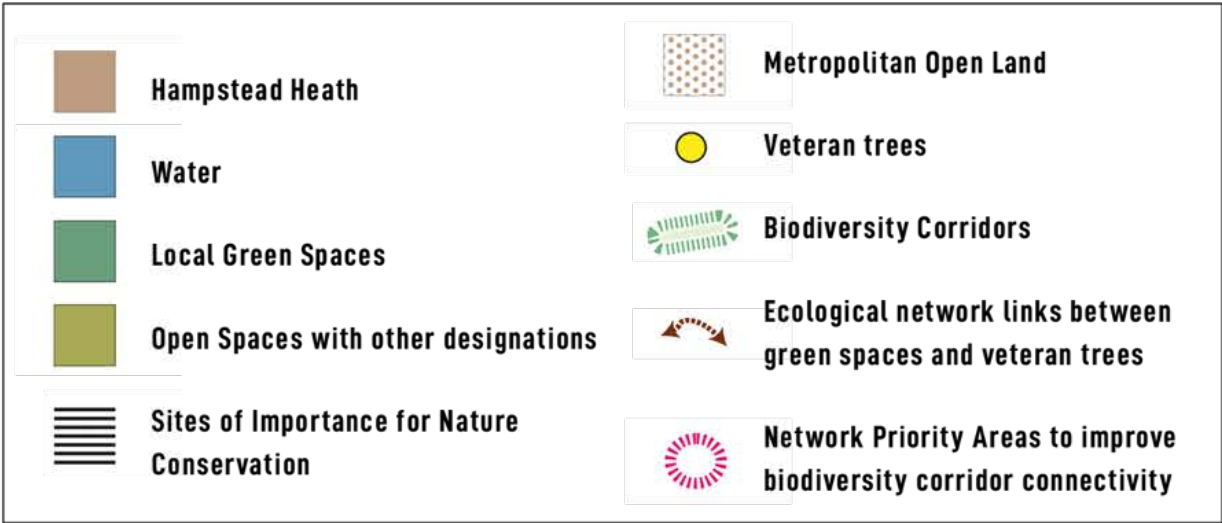 Hampstead Heath
Water
Local Green Spaces
Open Spaces with other designations
Sites of Importance for Nature
Conservation
Metropolitan Open Land
Veteran trees
Biodiversity Corridors
Ecological network links between
green spaces and veteran trees
Network Priority Areas to improve
biodiversity corridor connectivity